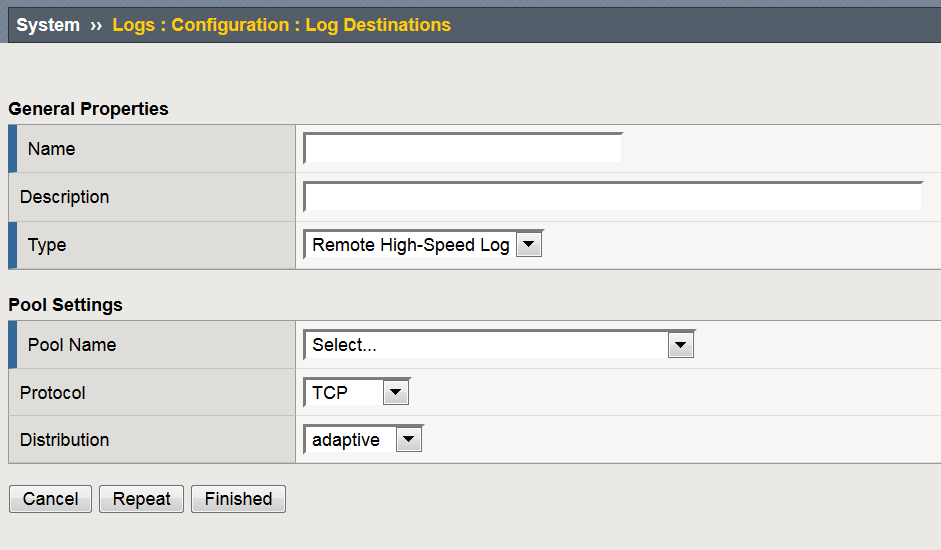 System ›› Logs : Configuration : Log Destinations
General Properties
Name
Description
Type Remote High-Speed Log
Pool Settings
Pool Name Select...
Protocol TCP
Distribution adaptive
Cancel Repeat Finished